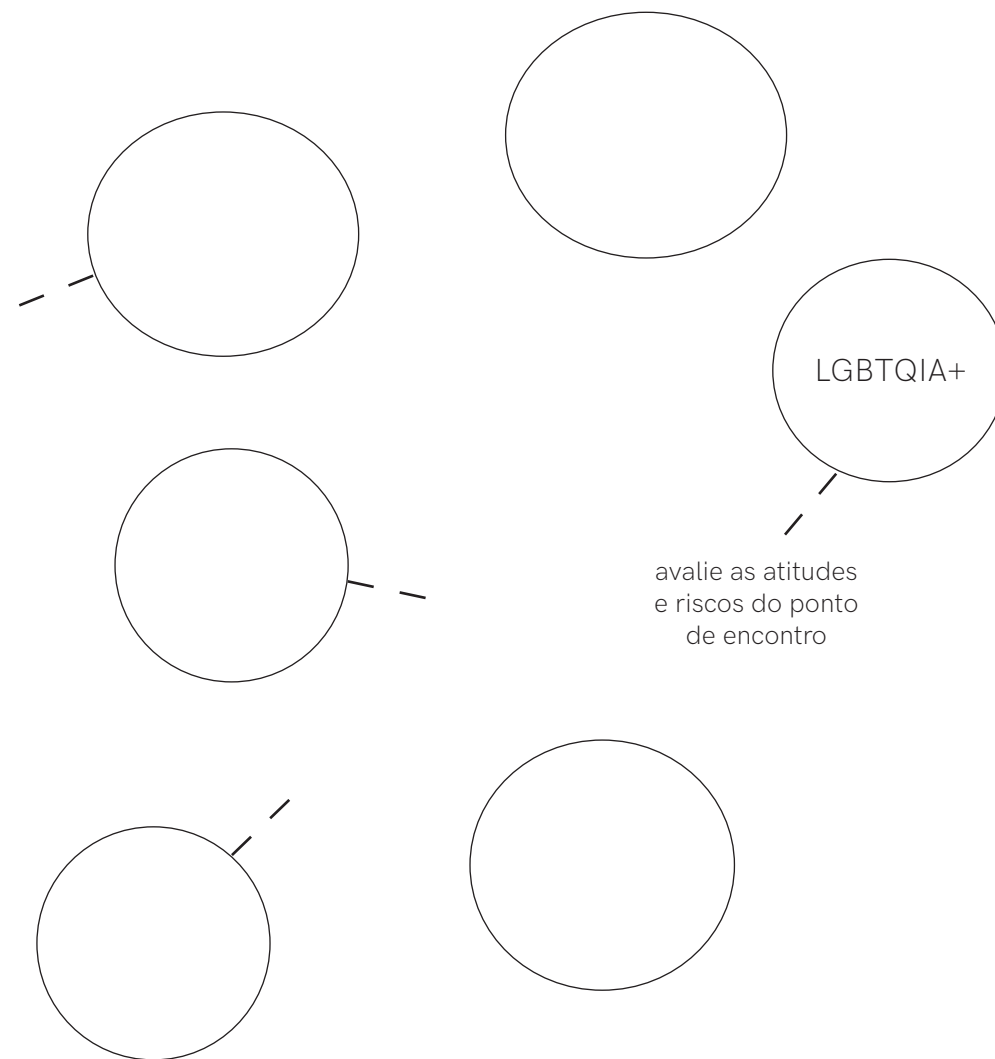 LGBTQIA+
avalie as atitudes
e riscos do ponto
de encontro